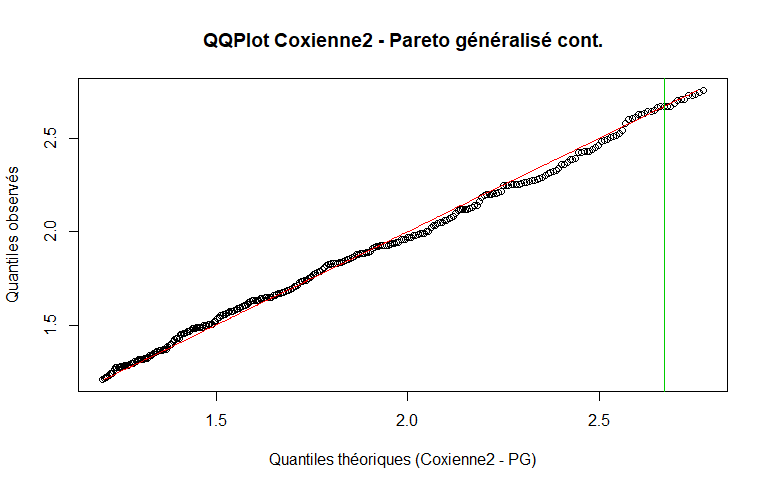 QQPlot Coxienne2 - Pareto généralisé cont.
Quantiles observés
2.5
2.0
1.5
1.5 2.0 2.5
Quantiles théoriques (Coxienne2 - PG)